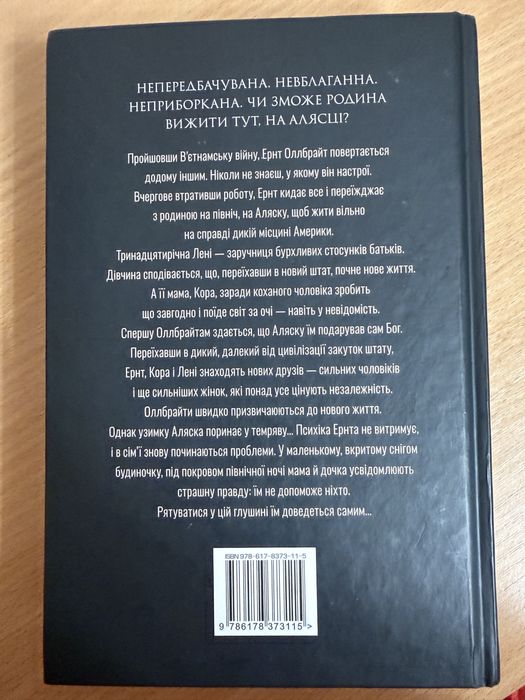 НЕПЕРЕДБАЧУВАНА. НЕВБЛАГАННА.
НЕПРИБОРКАНА. ЧИ ЗМОЖЕ РОДИНА
ВИЖИТИ ТУТ, НА АЛЯСЦІ?
Пройшовши В'єтнамську війну, Ернт Оллбрайт повертається
додому іншим. Ніколи не знаєш, у якому він настрої.
Вчергове втративши роботу, Ернт кидає все і переїжджає
з родиною на північ, на Аляску, щоб жити вільно
на справді дикій місцині Америки.
Тринадцятирічна Лені — заручниця бурхливих стосунків батьків.
Дівчина сподівається, що, переїхавши в новий штат, почне нове життя.
А її мама, Кора, заради коханого чоловіка зробить
що завгодно і поїде світ за очі — навіть у невідомість.
Спершу Оллбрайтам здається, що Аляску їм подарував сам Бог.
Переїхавши в дикий, далекий від цивілізації закуток штату,
Ернт, Кора і Лені знаходять нових друзів — сильних чоловіків
і ще сильніших жінок, які понад усе цінують незалежність.
Оллбрайти швидко призвичаюються до нового життя.
Однак узимку Аляска поринає у темряву... Психіка Ернта не витримує,
і в сім'ї знову починаються проблеми. У маленькому, вкритому снігом
будиночку, під покровом північної ночі мама й дочка усвідомлюють
страшну правду: їм не допоможе ніхто.
Рятуватися у цій глушині їм доведеться самим...
ISBN 978-617-8373-11-5
9 786178 373115>